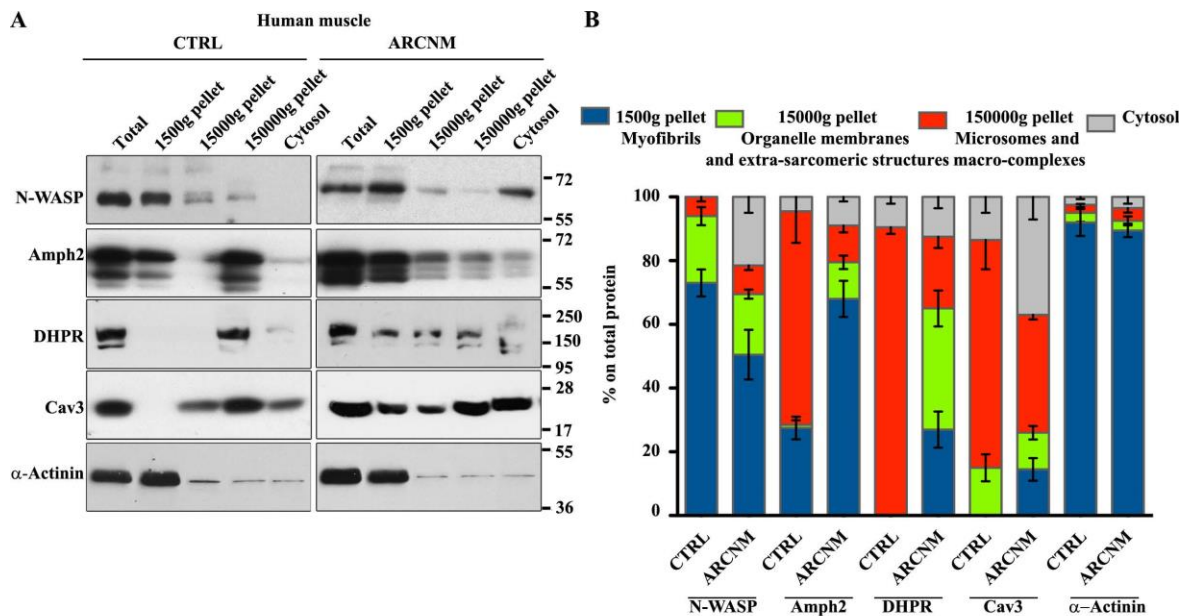 A
Human muscle
CTRL
ARCNM
Total
1500g pellet
15000g pellet
150000g pellet
Cytosol
Total
1500g pellet
15000g pellet
150000g pellet
Cytosol
N-WASP
72
55
Amph2
72
55
DHPR
250
150
95
Cav3
28
17
α-Actinin
55
36
B
1500g pellet
Myofibrils
15000g pellet
Organelle membranes
and extra-sarcomeric structures
150000g pellet
Microsomes and
macro-complexes
Cytosol
% on total protein
100
80
60
40
20
0
CTRL
ARCNM
CTRL
ARCNM
CTRL
ARCNM
CTRL
ARCNM
CTRL
ARCNM
N-WASP
Amph2
DHPR
Cav3
α-Actinin